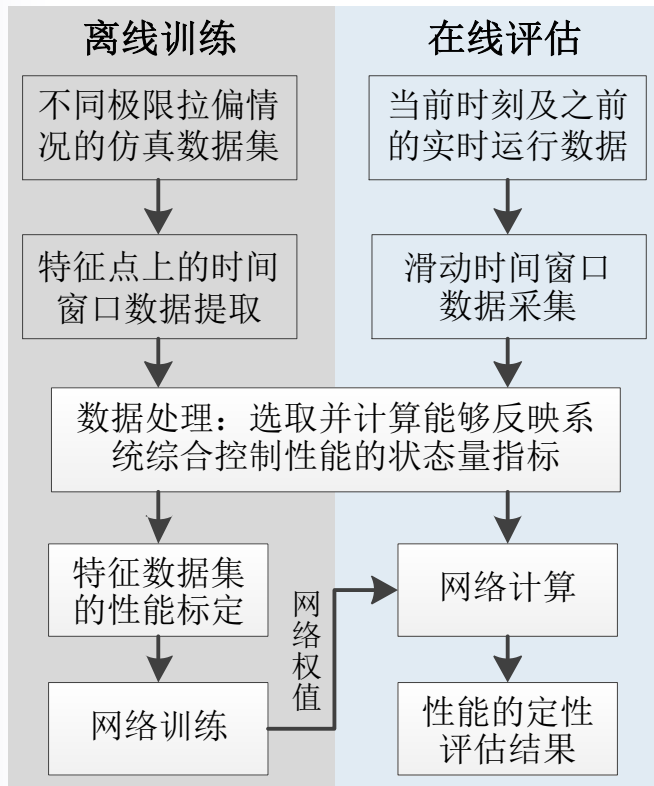 离线训练
不同极限拉偏情
况的仿真数据集
特征点上的时间
窗口数据提取
在线评估
当前时刻及之前
的实时运行数据
滑动时间窗口
数据采集
数据处理：选取并计算能够反映系
统综合控制性能的状态量指标
特征数据集
的性能标定
网络训练
网络权值
网络计算
性能的定性
评估结果